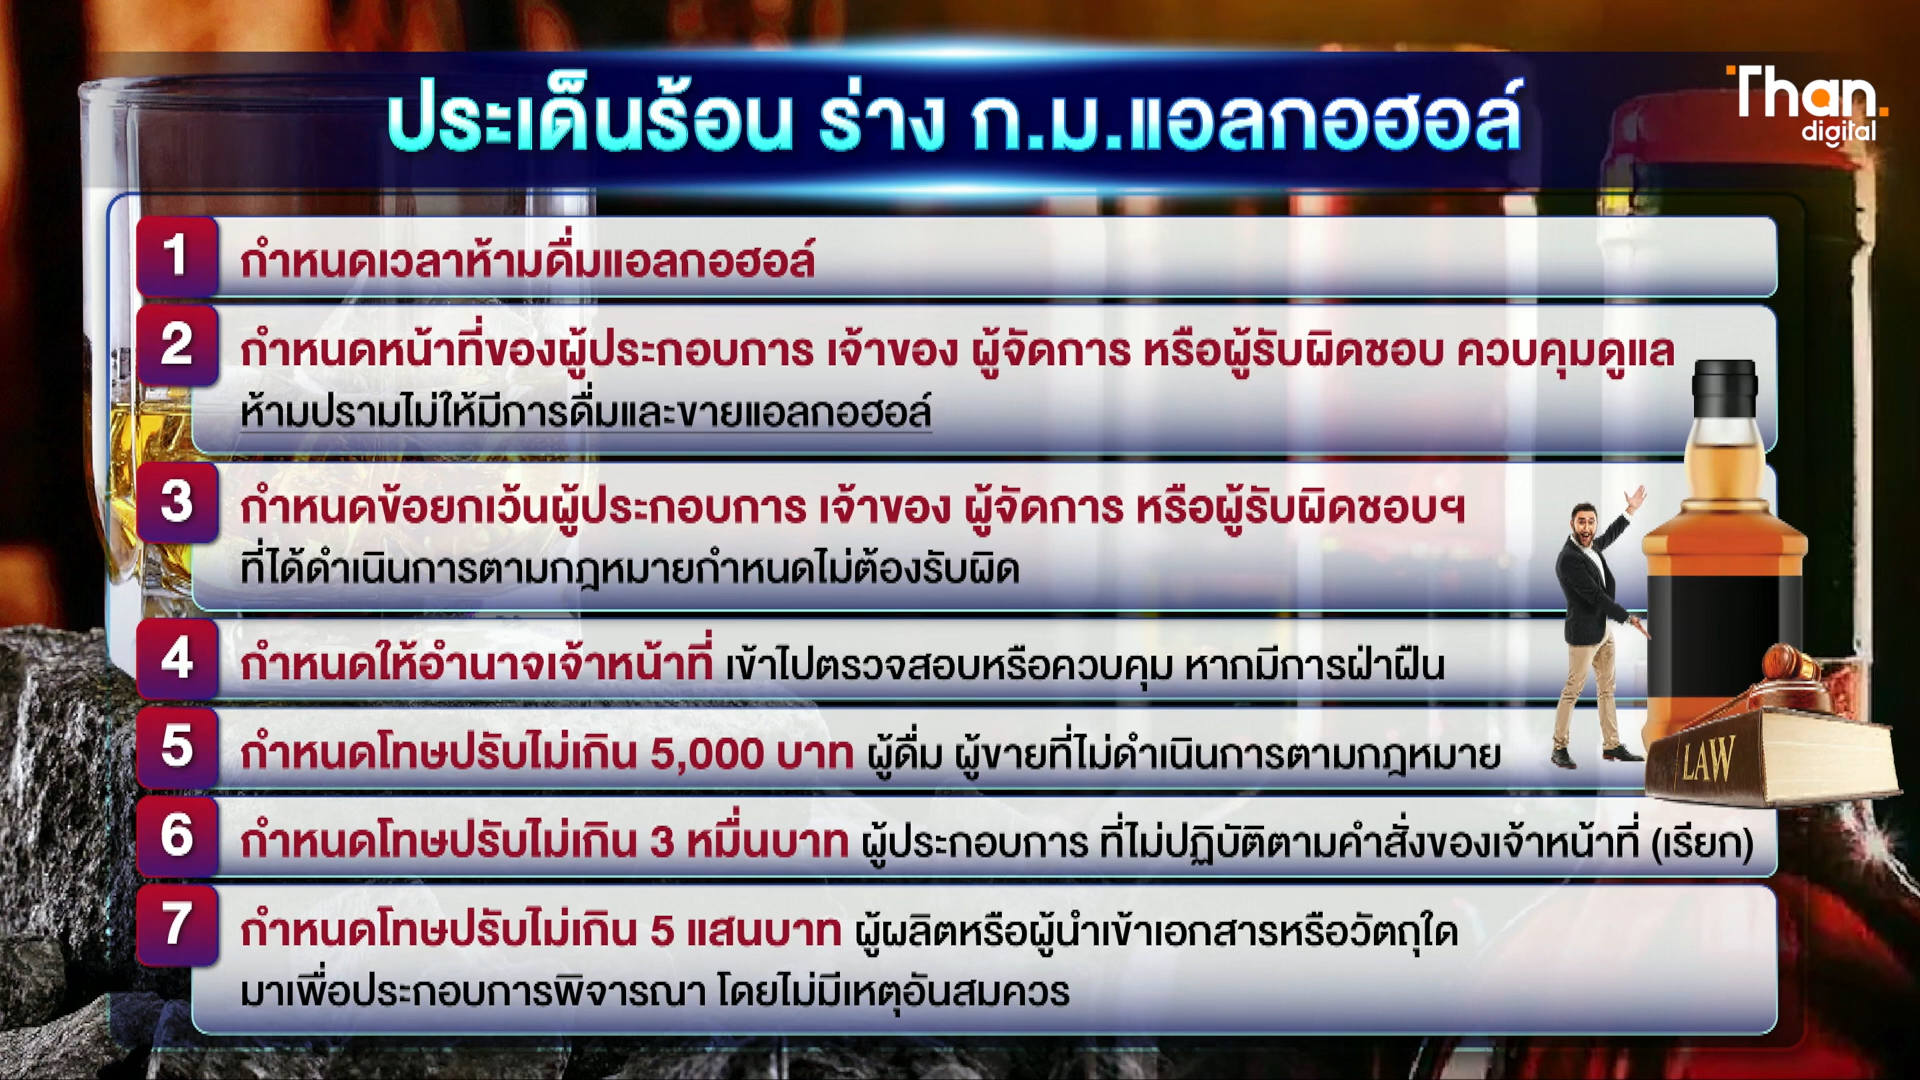 ประเด็นร้อน ร่าง ก.ม.แอลกอฮอล์
Than.
digital
1 กำหนดเวลาห้ามดื่มแอลกอฮอล์
2 กำหนดหน้าที่ของผู้ประกอบการ เจ้าของ ผู้จัดการ หรือผู้รับผิดชอบ ควบคุมดูแล
ห้ามปรามไม่ให้มีการดื่มและขายแอลกอฮอล์
3 กำหนดข้อยกเว้นผู้ประกอบการ เจ้าของ ผู้จัดการ หรือผู้รับผิดชอบฯ
ที่ได้ดำเนินการตามกฎหมายกำหนดไม่ต้องรับผิด
4 กำหนดให้อำนาจเจ้าหน้าที่ เข้าไปตรวจสอบหรือควบคุม หากมีการฝ่าฝืน
5 กำหนดโทษปรับไม่เกิน 5,000 บาท ผู้ดื่ม ผู้ขายที่ไม่ดำเนินการตามกฎหมาย
LAW
6 กำหนดโทษปรับไม่เกิน 3 หมื่นบาท ผู้ประกอบการ ที่ไม่ปฏิบัติตามคำสั่งของเจ้าหน้าที่ (เรียก)
7 กำหนดโทษปรับไม่เกิน 5 แสนบาท ผู้ผลิตหรือผู้นำเข้าเอกสารหรือวัตถุใด
มาเพื่อประกอบการพิจารณา โดยไม่มีเหตุอันสมควร